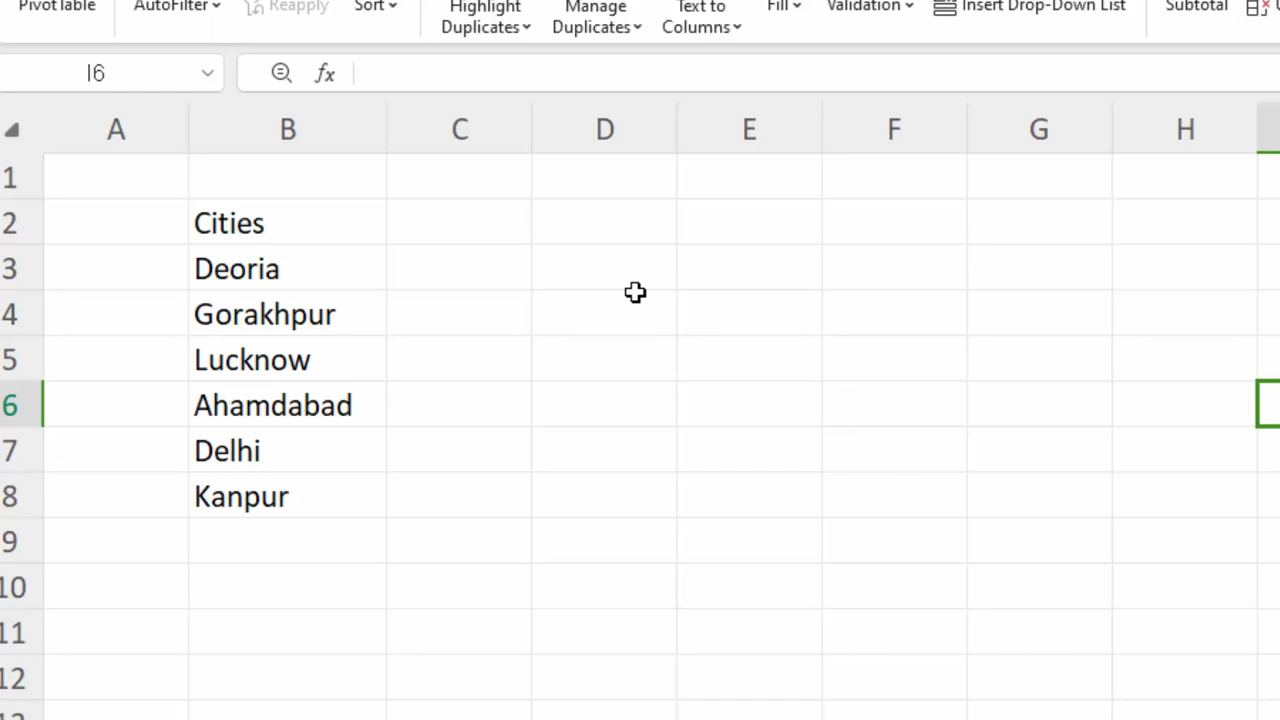 PivotTable AutoFilter Reapply Sort Highlight Duplicates Manage Duplicates Text to Columns Fill Validation Insert Drop-Down List Subtotal
I6 fx
A B C D E F G H
1
2 Cities
3 Deoria
4 Gorakhpur
5 Lucknow
6 Ahamdabad
7 Delhi
8 Kanpur
9
10
11
12
13